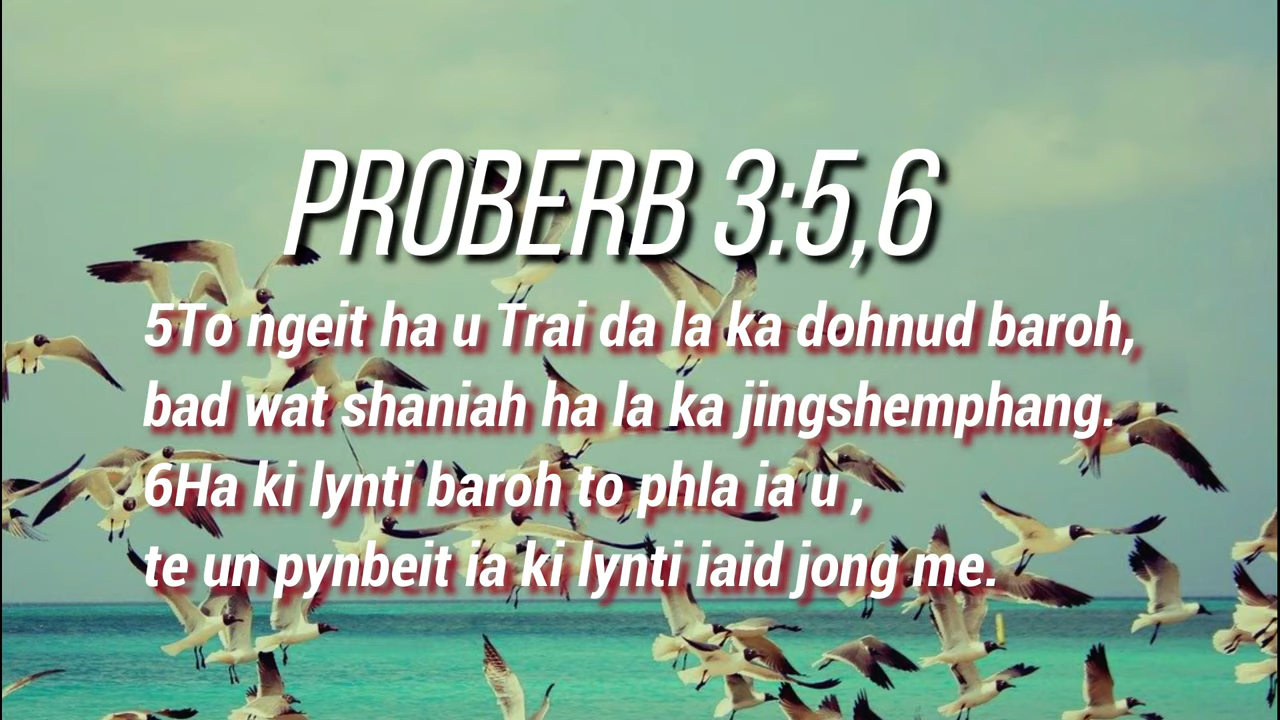 PROBERB 3:5,6
5To ngeit ha u Trai da la ka dohnud baroh,
bad wat shaniah ha la ka jingshemphang.
6Ha ki lynti baroh to phla ia u ,
te un pynbeit ia ki lynti iaid jong me.